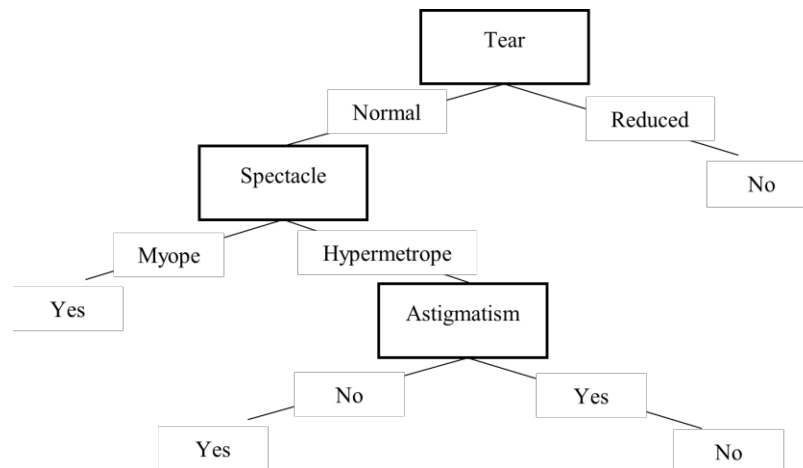 Tear
Normal
Reduced
Spectacle
No
Myope
Hypermetrope
Yes
Astigmatism
No
Yes
Yes
No